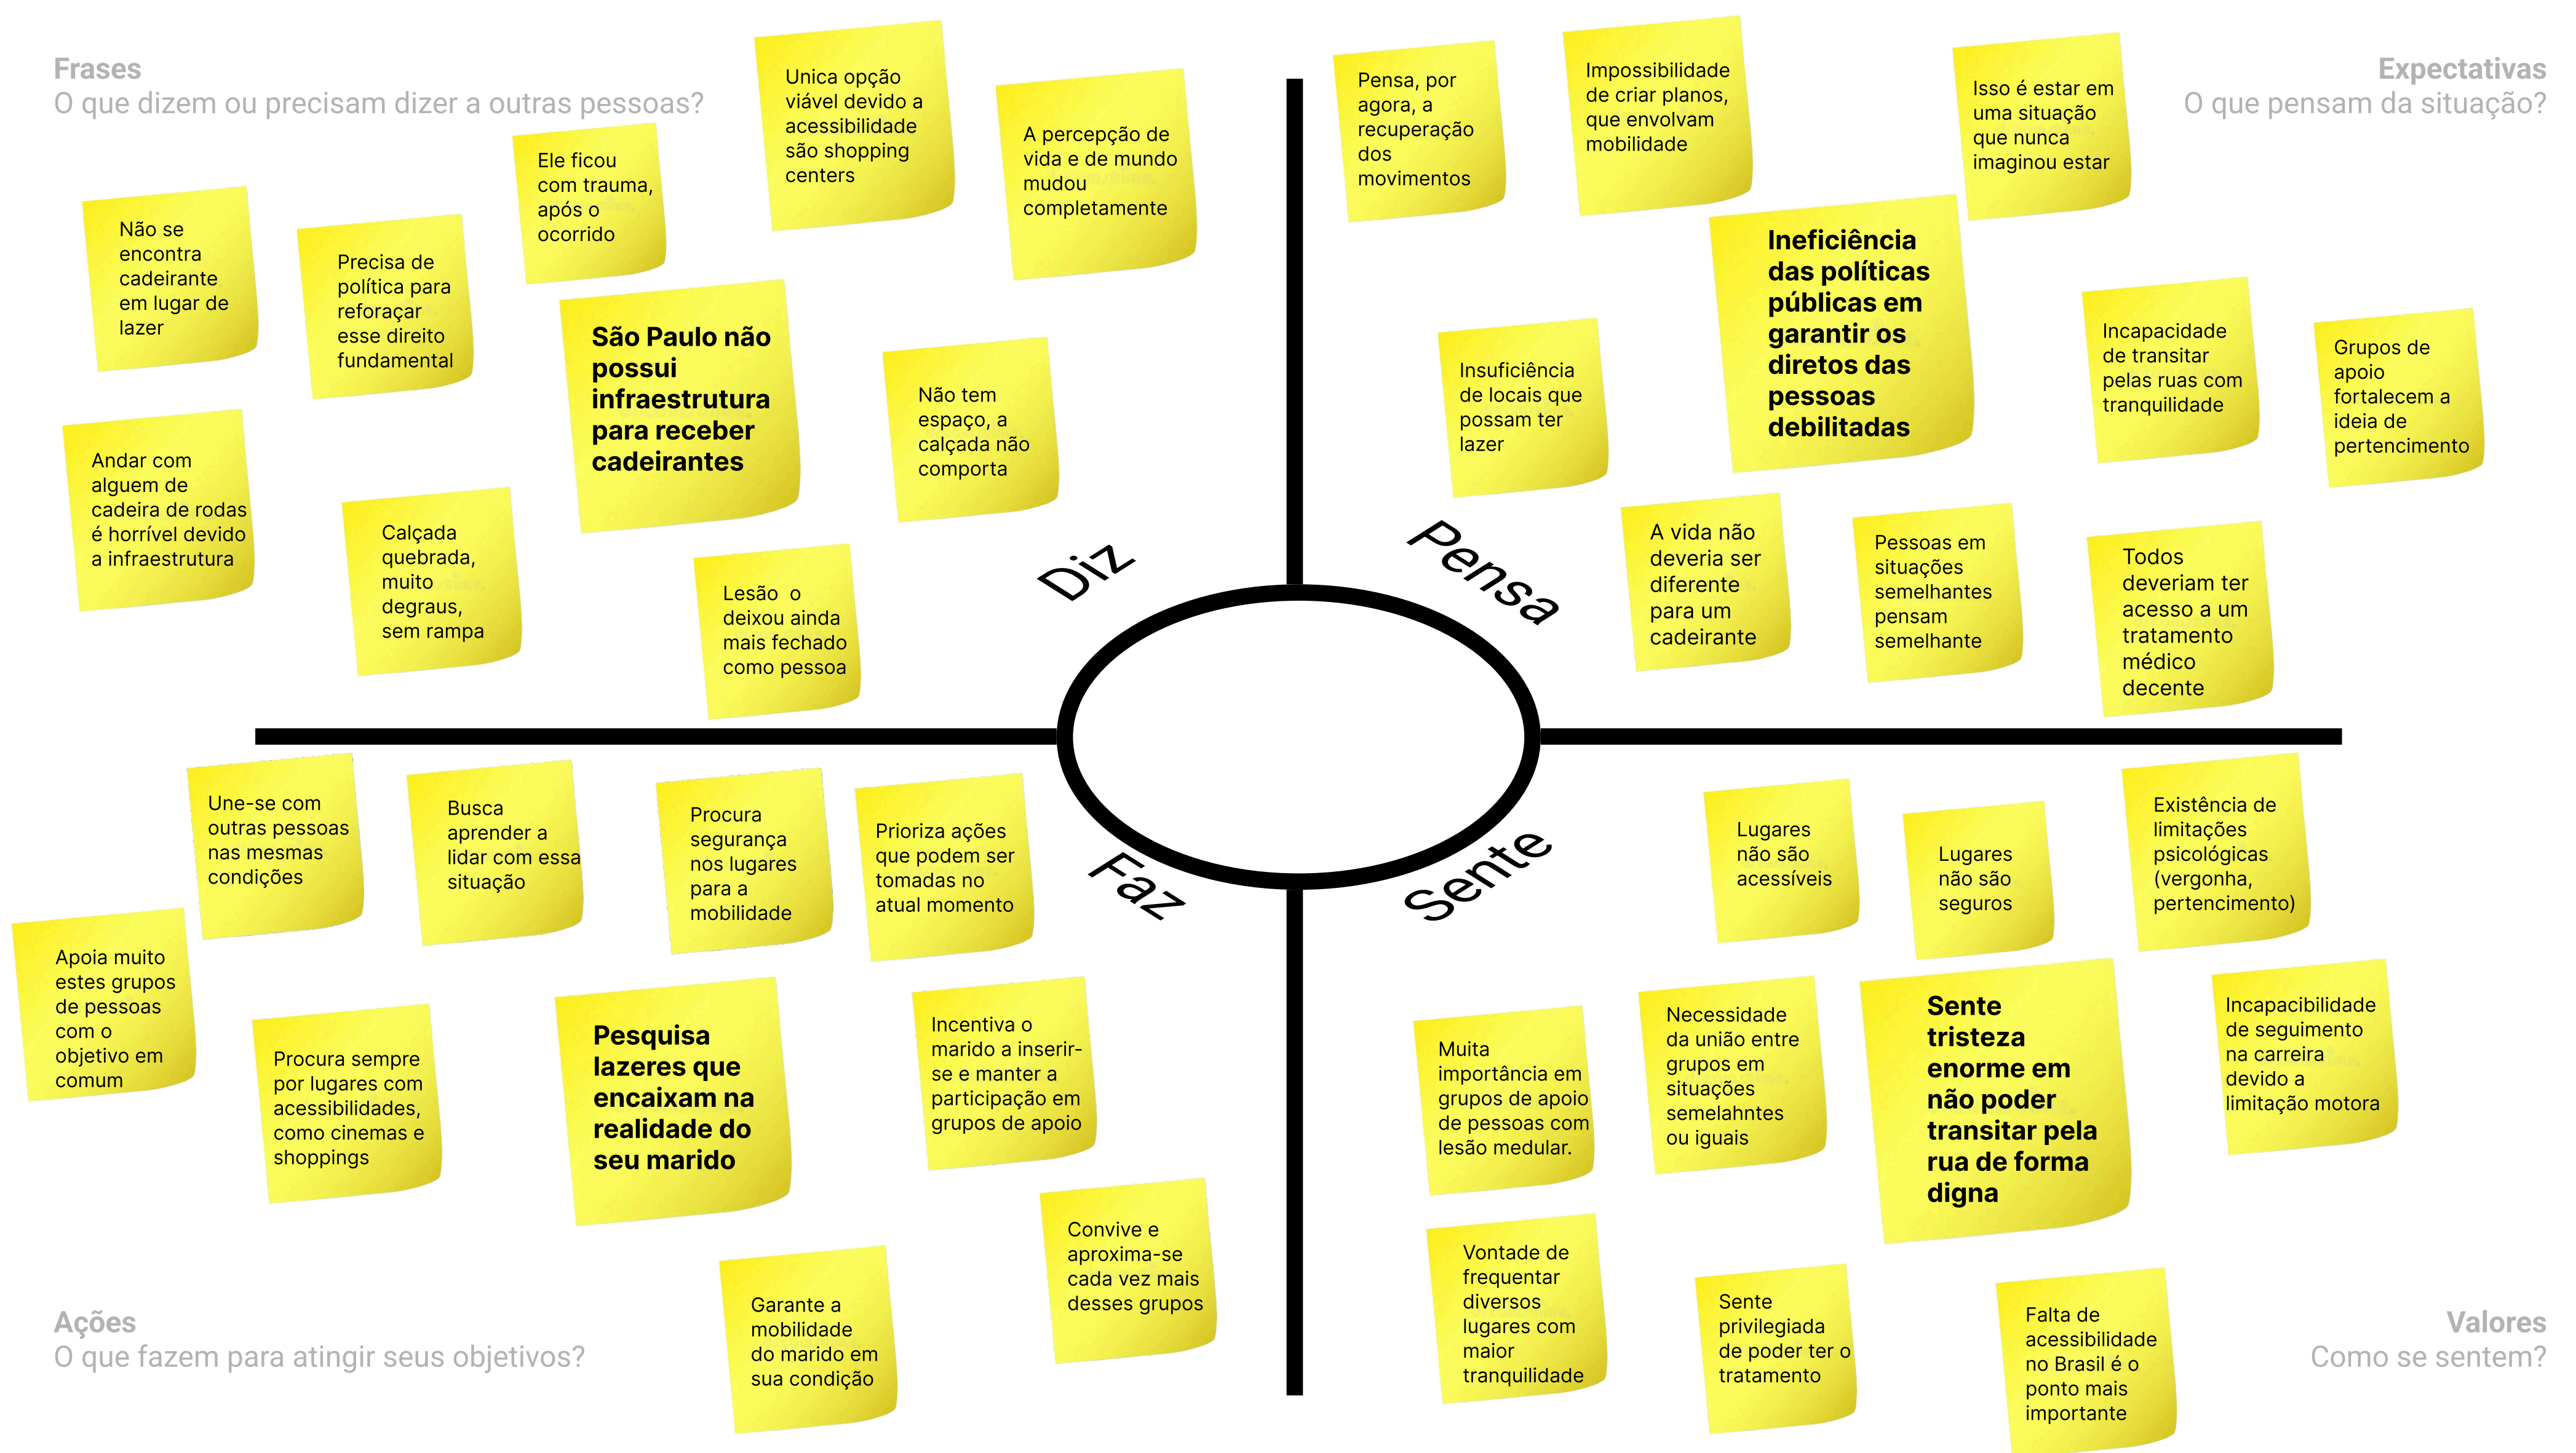 Frases
O que dizem ou precisam dizer a outras pessoas?
Não se
encontra
cadeirante
em lugar de
lazer
Precisa de
política para
reforaçar
esse direito
fundamental
Ele ficou
com trauma,
após o
ocorrido
Unica opção
viável devido a
acessibilidade
são shopping
centers
A percepção de
vida e de mundo
mudou
completamente
São Paulo não
possui
infraestrutura
para receber
cadeirantes
Não tem
espaço, a
calçada não
comporta
Andar com
alguem de
cadeira de rodas
é horrível devido
a infraestrutura
Calçada
quebrada,
muito
degraus,
sem rampa
Lesão o
deixou ainda
mais fechado
como pessoa
Diz
Expectativas
O que pensam da situação?
Pensa, por
agora, a
recuperação
dos
movimentos
Impossibilidade
de criar planos,
que envolvam
mobilidade
Isso é estar em
uma situação
que nunca
imaginou estar
Ineficiência
das políticas
públicas em
garantir os
diretos das
pessoas
debilitadas
Insuficiência
de locais que
possam ter
lazer
Incapacidade
de transitar
pelas ruas com
tranquilidade
Grupos de
apoio
fortalecem a
ideia de
pertencimento
A vida não
deveria ser
diferente
para um
cadeirante
Pessoas em
situações
semelhantes
pensam
semelhante
Todos
deveriam ter
acesso a um
tratamento
médico
decente
Pensa
Une-se com
outras pessoas
nas mesmas
condições
Busca
aprender a
lidar com essa
situação
Procura
segurança
nos lugares
para a
mobilidade
Prioriza ações
que podem ser
tomadas no
atual momento
Faz
Apoia muito
estes grupos
de pessoas
com o
objetivo em
comum
Procura sempre
por lugares com
acessibilidades,
como cinemas e
shoppings
Pesquisa
lazeres que
encaixam na
realidade do
seu marido
Incentiva o
marido a inserir-
se e manter a
participação em
grupos de apoio
Convive e
aproxima-se
cada vez mais
desses grupos
Garante a
mobilidade
do marido em
sua condição
Ações
O que fazem para atingir seus objetivos?
Sente
Lugares
não são
acessíveis
Lugares
não são
seguros
Existência de
limitações
psicológicas
(vergonha,
pertencimento)
Muita
importância em
grupos de apoio
de pessoas com
lesão medular.
Necessidade
da união entre
grupos em
situações
semelahntes
ou iguais
Sente
tristeza
enorme em
não poder
transitar pela
rua de forma
digna
Incapacibilidade
de seguimento
na carreira
devido a
limitação motora
Vontade de
frequentar
diversos
lugares com
maior
tranquilidade
Sente
privilegiada
de poder ter o
tratamento
Falta de
acessibilidade
no Brasil é o
ponto mais
importante
Valores
Como se sentem?